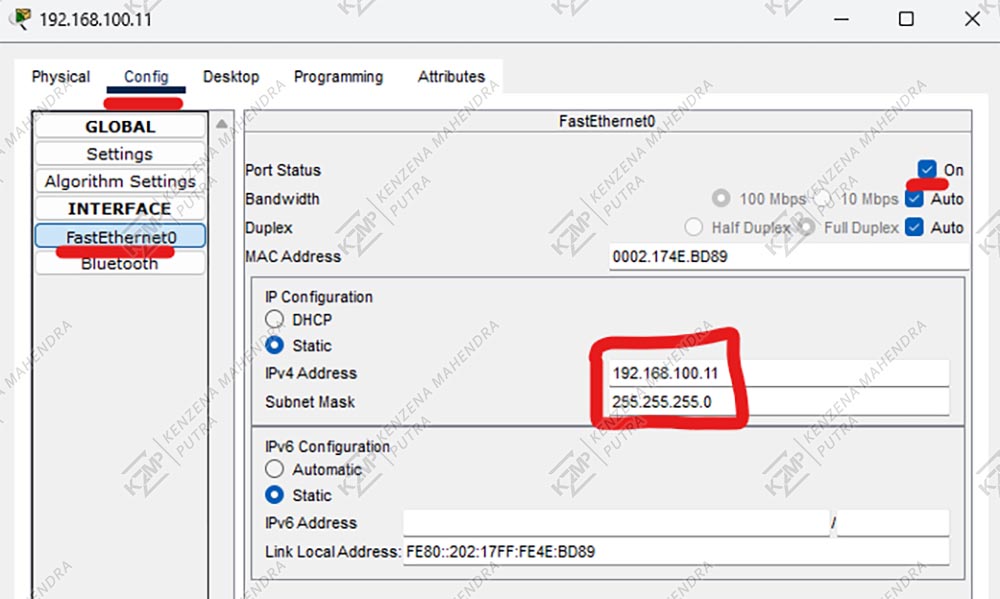 192.168.100.11
Physical Config Desktop Programming Attributes
GLOBAL
Settings
Algorithm Settings
INTERFACE
FastEthernet0
Bluetooth
FastEthernet0
Port Status On
Bandwidth 100 Mbps 10 Mbps Auto
Duplex Half Duplex Full Duplex Auto
MAC Address 0002.174E.BD89
IP Configuration
DHCP
Static
IPv4 Address 192.168.100.11
Subnet Mask 255.255.255.0
IPv6 Configuration
Automatic
Static
IPv6 Address /
Link Local Address: FE80::202:17FF:FE4E:BD89
KZMP KENZENA MAHENDRA
PUTRA